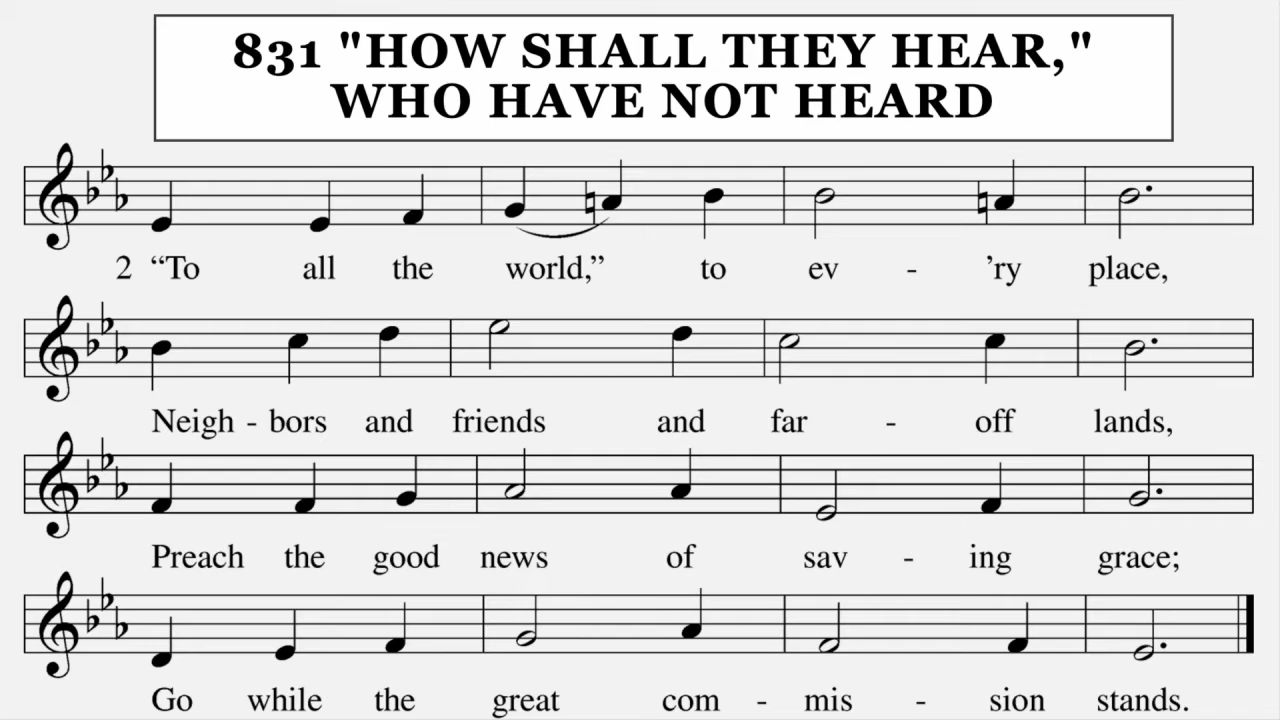 831 "HOW SHALL THEY HEAR,"
WHO HAVE NOT HEARD
2 “To all the world,” to ev - ’ry place,
Neigh - bors and friends and far - off lands,
Preach the good news of sav - ing grace;
Go while the great com - mis - sion stands.